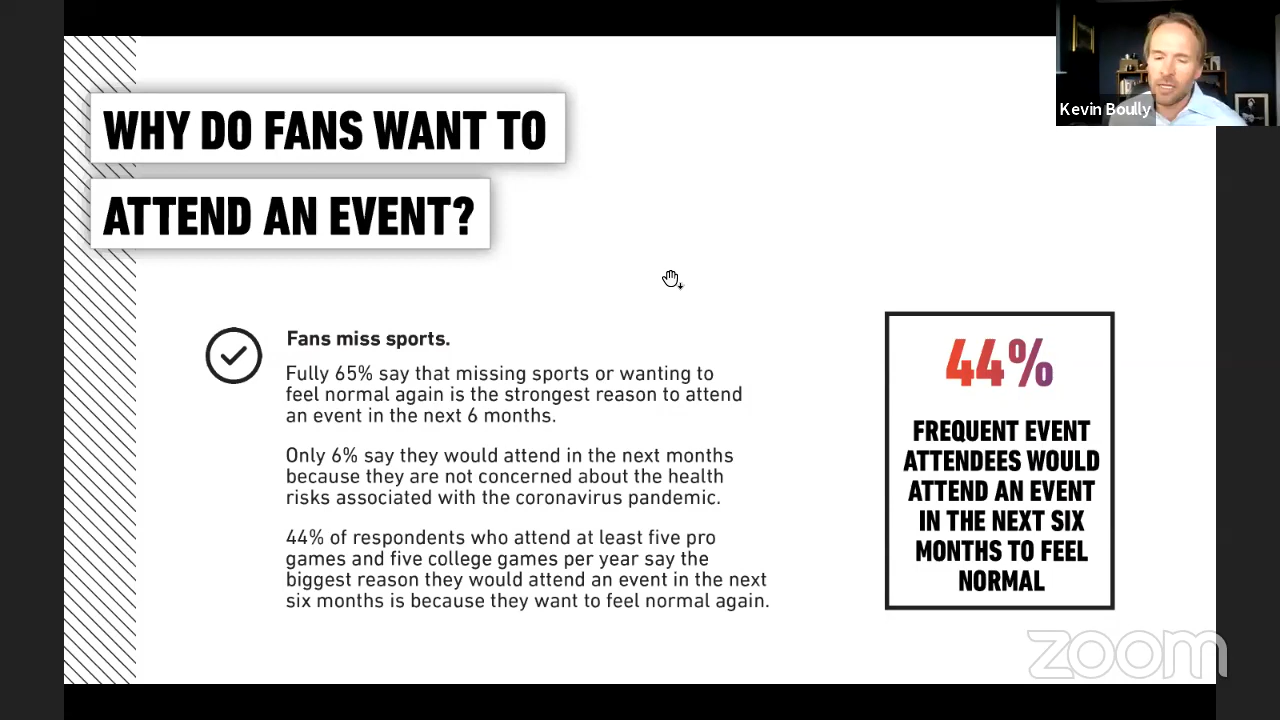 Kevin Boully
WHY DO FANS WANT TO
ATTEND AN EVENT?
Fans miss sports.
Fully 65% say that missing sports or wanting to
feel normal again is the strongest reason to attend
an event in the next 6 months.
Only 6% say they would attend in the next months
because they are not concerned about the health
risks associated with the coronavirus pandemic.
44% of respondents who attend at least five pro
games and five college games per year say the
biggest reason they would attend an event in the next
six months is because they want to feel normal again.
44%
FREQUENT EVENT
ATTENDEES WOULD
ATTEND AN EVENT
IN THE NEXT SIX
MONTHS TO FEEL
NORMAL
zoom